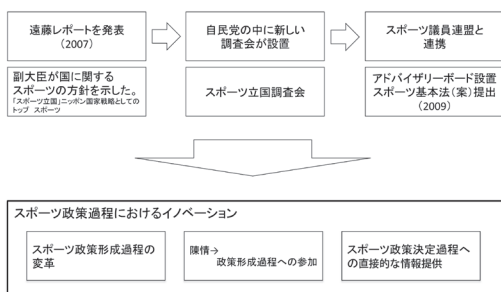 遠藤レポートを発表
（2007）
自民党の中に新しい
調査会が設置
スポーツ議員連盟と
連携
副大臣が国に関する
スポーツの方針を示した。
「スポーツ立国」ニッポン国家戦略としての
トップ スポーツ
スポーツ立国調査会
アドバイザリーボード設置
スポーツ基本法（案）提出
（2009）
スポーツ政策過程におけるイノベーション
スポーツ政策形成過程の
変革
陳情→
政策形成過程への参加
スポーツ政策決定過程へ
の直接的な情報提供